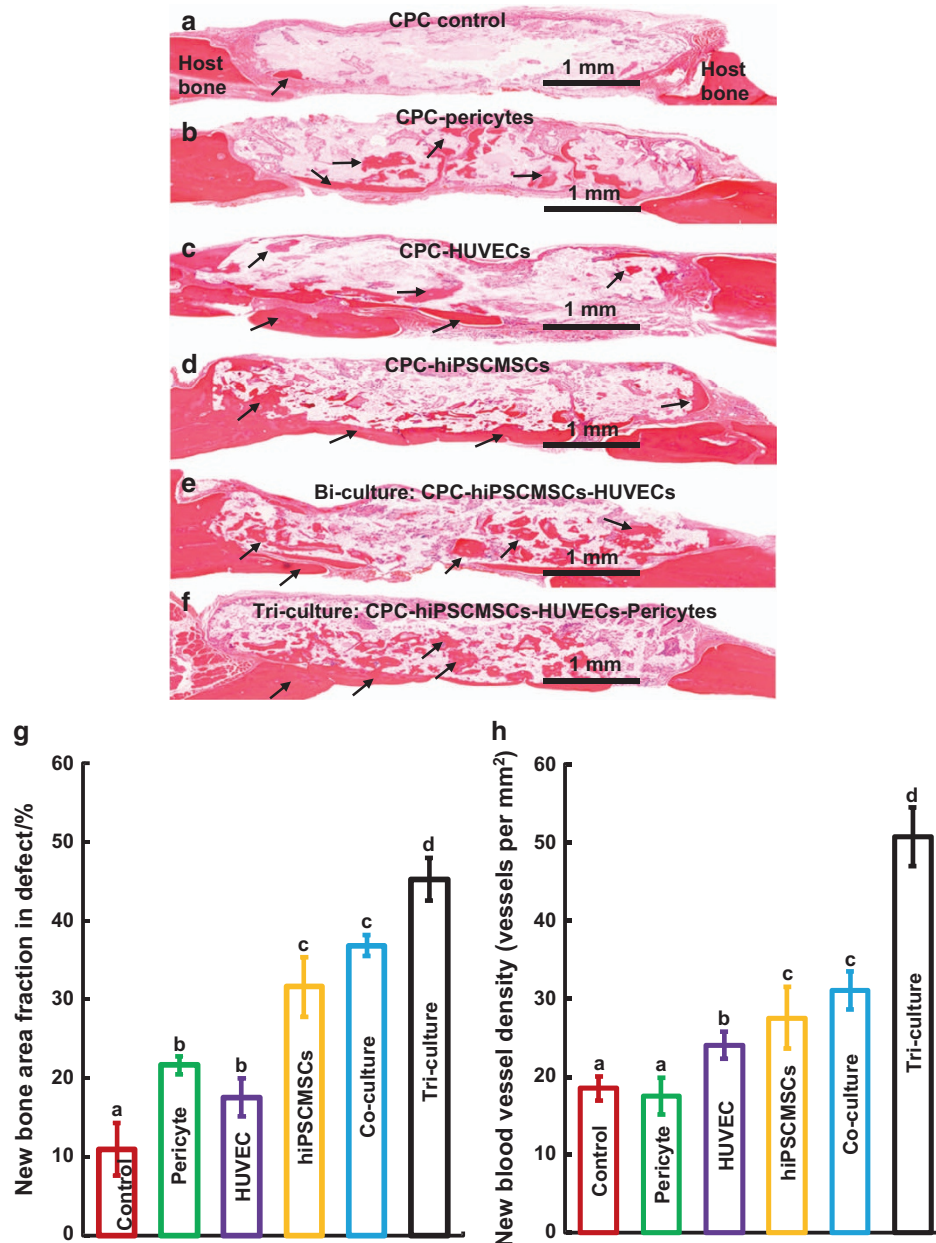 a
CPC control
Host
bone
1 mm
Host
bone
b
CPC-pericytes
1 mm
c
CPC-HUVECs
1 mm
d
CPC-hiPSCMSCs
1 mm
e
Bi-culture: CPC-hiPSCMSCs-HUVECs
1 mm
f
Tri-culture: CPC-hiPSCMSCs-HUVECs-Pericytes
1 mm
g
New bone area fraction in defect/%
60
50
40
30
20
10
0
a
b
b
c
c
d
Control
Pericyte
HUVEC
hiPSCMSCs
Co-culture
Tri-culture
h
New blood vessel density (vessels per mm²)
60
50
40
30
20
10
0
a
a
b
c
c
d
Control
Pericyte
HUVEC
hiPSCMSCs
Co-culture
Tri-culture